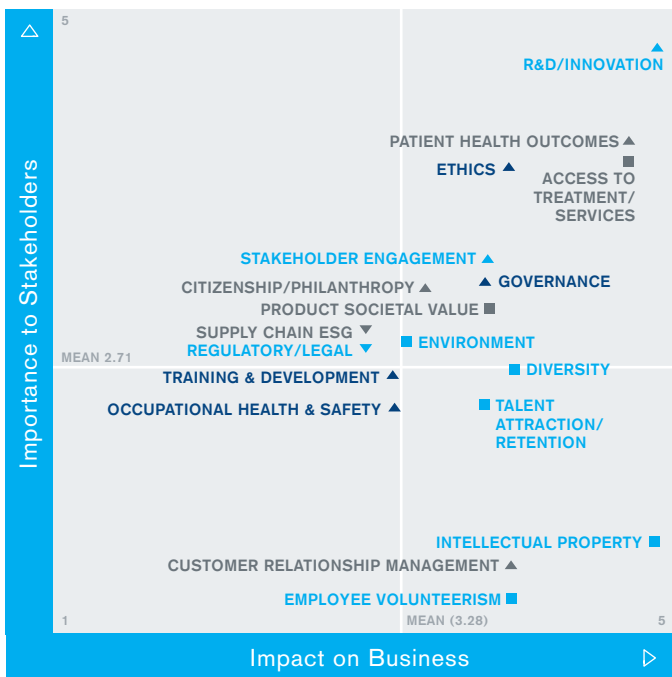 5
R&D/INNOVATION
PATIENT HEALTH OUTCOMES
ETHICS
ACCESS TO
TREATMENT/
SERVICES
STAKEHOLDER ENGAGEMENT
GOVERNANCE
CITIZENSHIP/PHILANTHROPY
PRODUCT SOCIETAL VALUE
SUPPLY CHAIN ESG
ENVIRONMENT
REGULATORY/LEGAL
MEAN 2.71
DIVERSITY
TRAINING & DEVELOPMENT
OCCUPATIONAL HEALTH & SAFETY
TALENT
ATTRACTION/
RETENTION
INTELLECTUAL PROPERTY
CUSTOMER RELATIONSHIP MANAGEMENT
EMPLOYEE VOLUNTEERISM
1
MEAN (3.28)
5
Importance to Stakeholders
Impact on Business